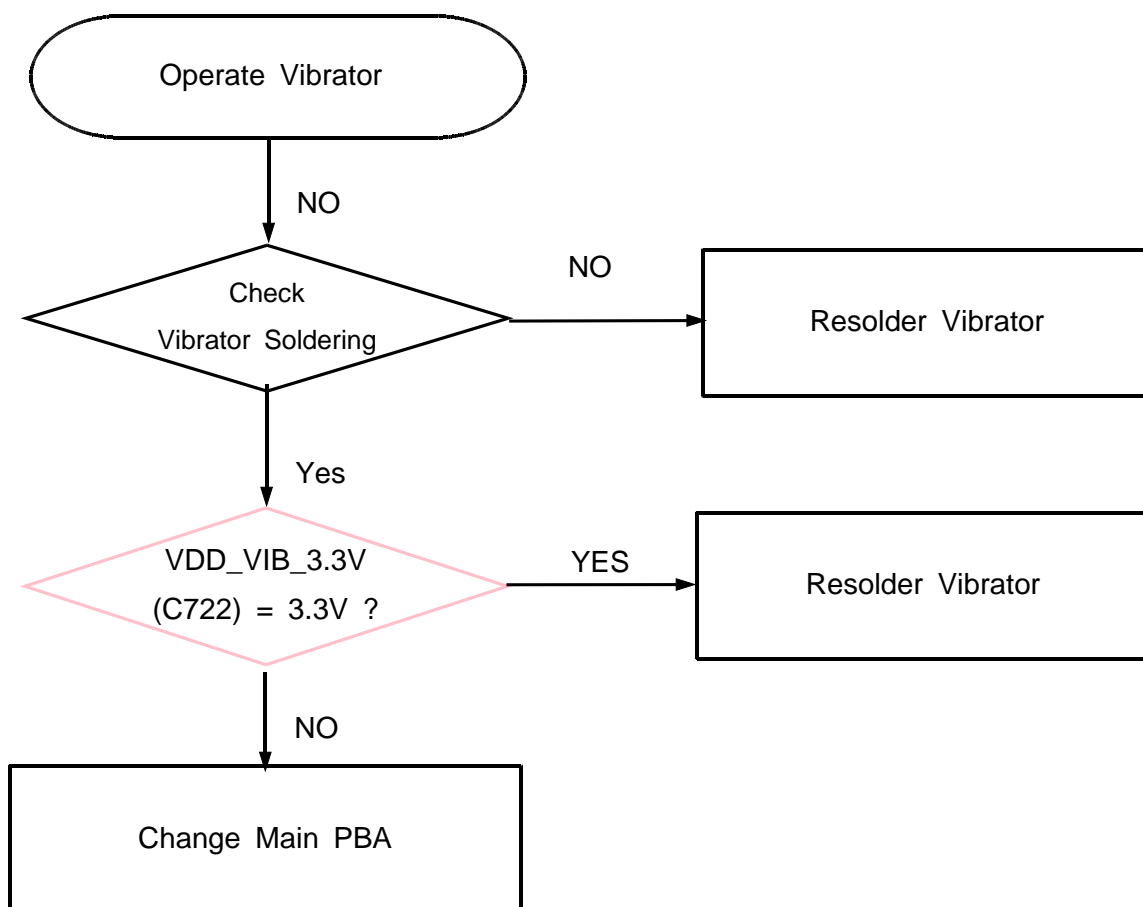 Operate Vibrator
NO
Check
Vibrator Soldering
NO
Resolder Vibrator
Yes
VDD_VIB_3.3V
(C722) = 3.3V ?
YES
Resolder Vibrator
NO
Change Main PBA